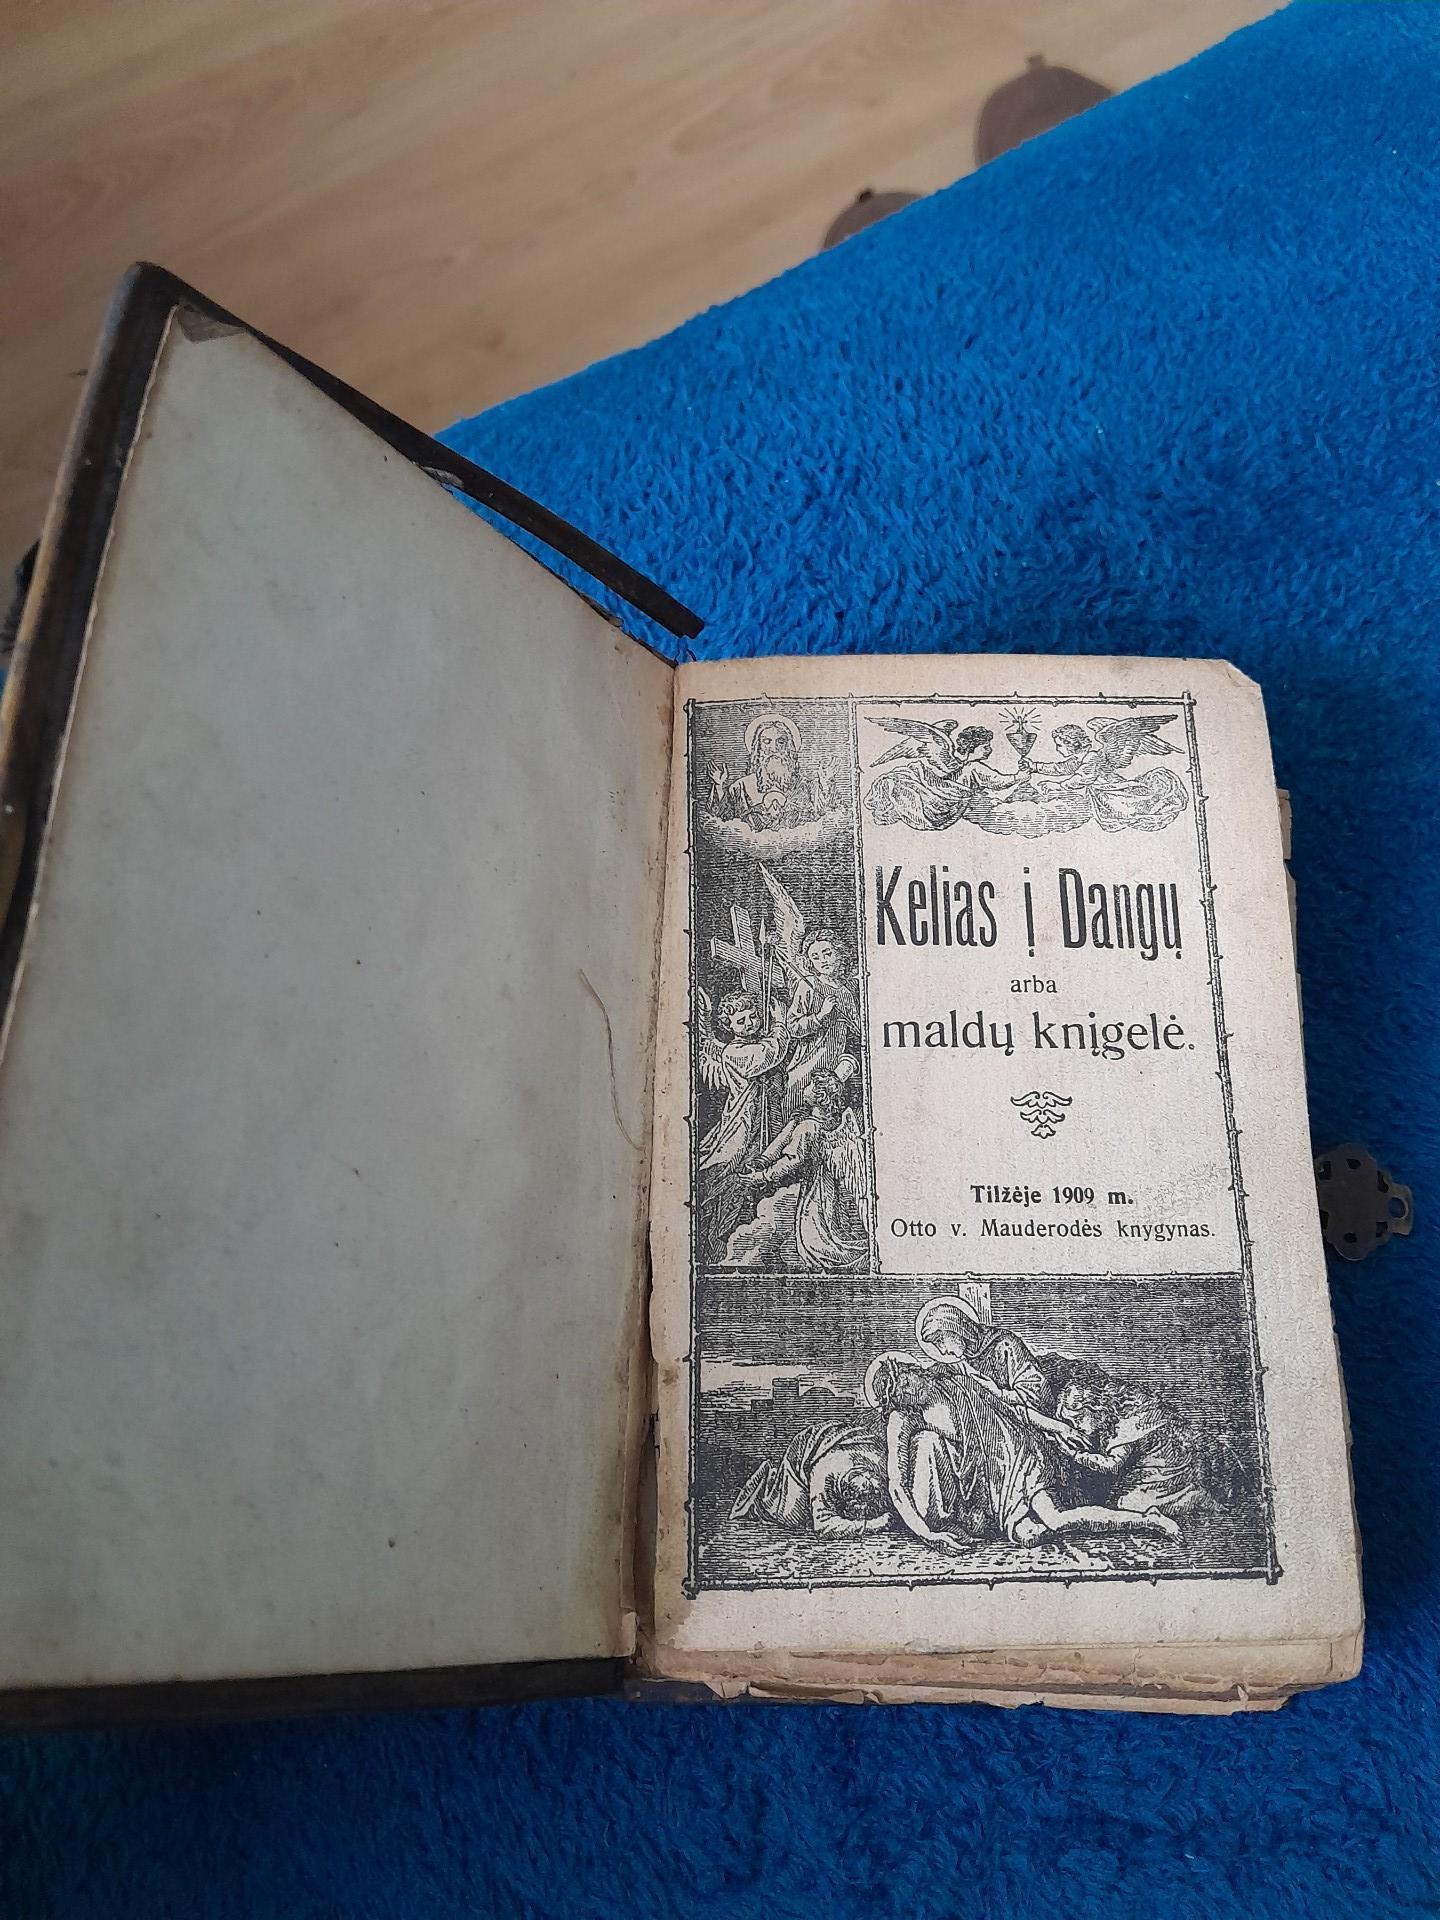 Kelias į Dangų
arba
maldų knįgelė.
Tilžėje 1909 m.
Otto v. Mauderodės knygynas.